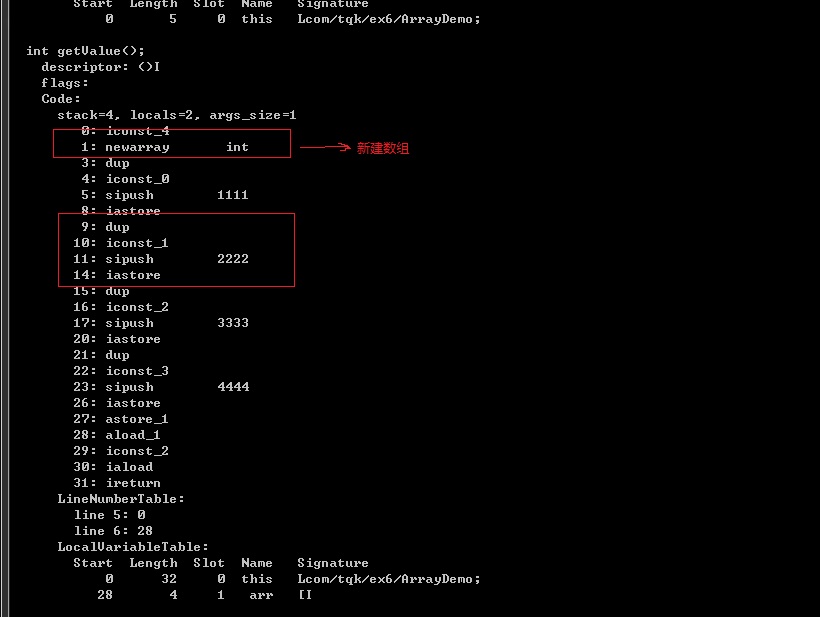 Start  Length  Slot  Name   Signature
0       5     0  this   Lcom/tqk/ex6/ArrayDemo;
int getValue();
descriptor: ()I
flags:
Code:
stack=4, locals=2, args_size=1
0: iconst_4
1: newarray       int 新建数组
3: dup
4: iconst_0
5: sipush        1111
8: iastore
9: dup
10: iconst_1
11: sipush        2222
14: iastore
15: dup
16: iconst_2
17: sipush        3333
20: iastore
21: dup
22: iconst_3
23: sipush        4444
26: iastore
27: astore_1
28: aload_1
29: iconst_2
30: iaload
31: ireturn
LineNumberTable:
line 5: 0
line 6: 28
LocalVariableTable:
Start  Length  Slot  Name   Signature
0      32     0  this   Lcom/tqk/ex6/ArrayDemo;
28       4     1   arr   [I